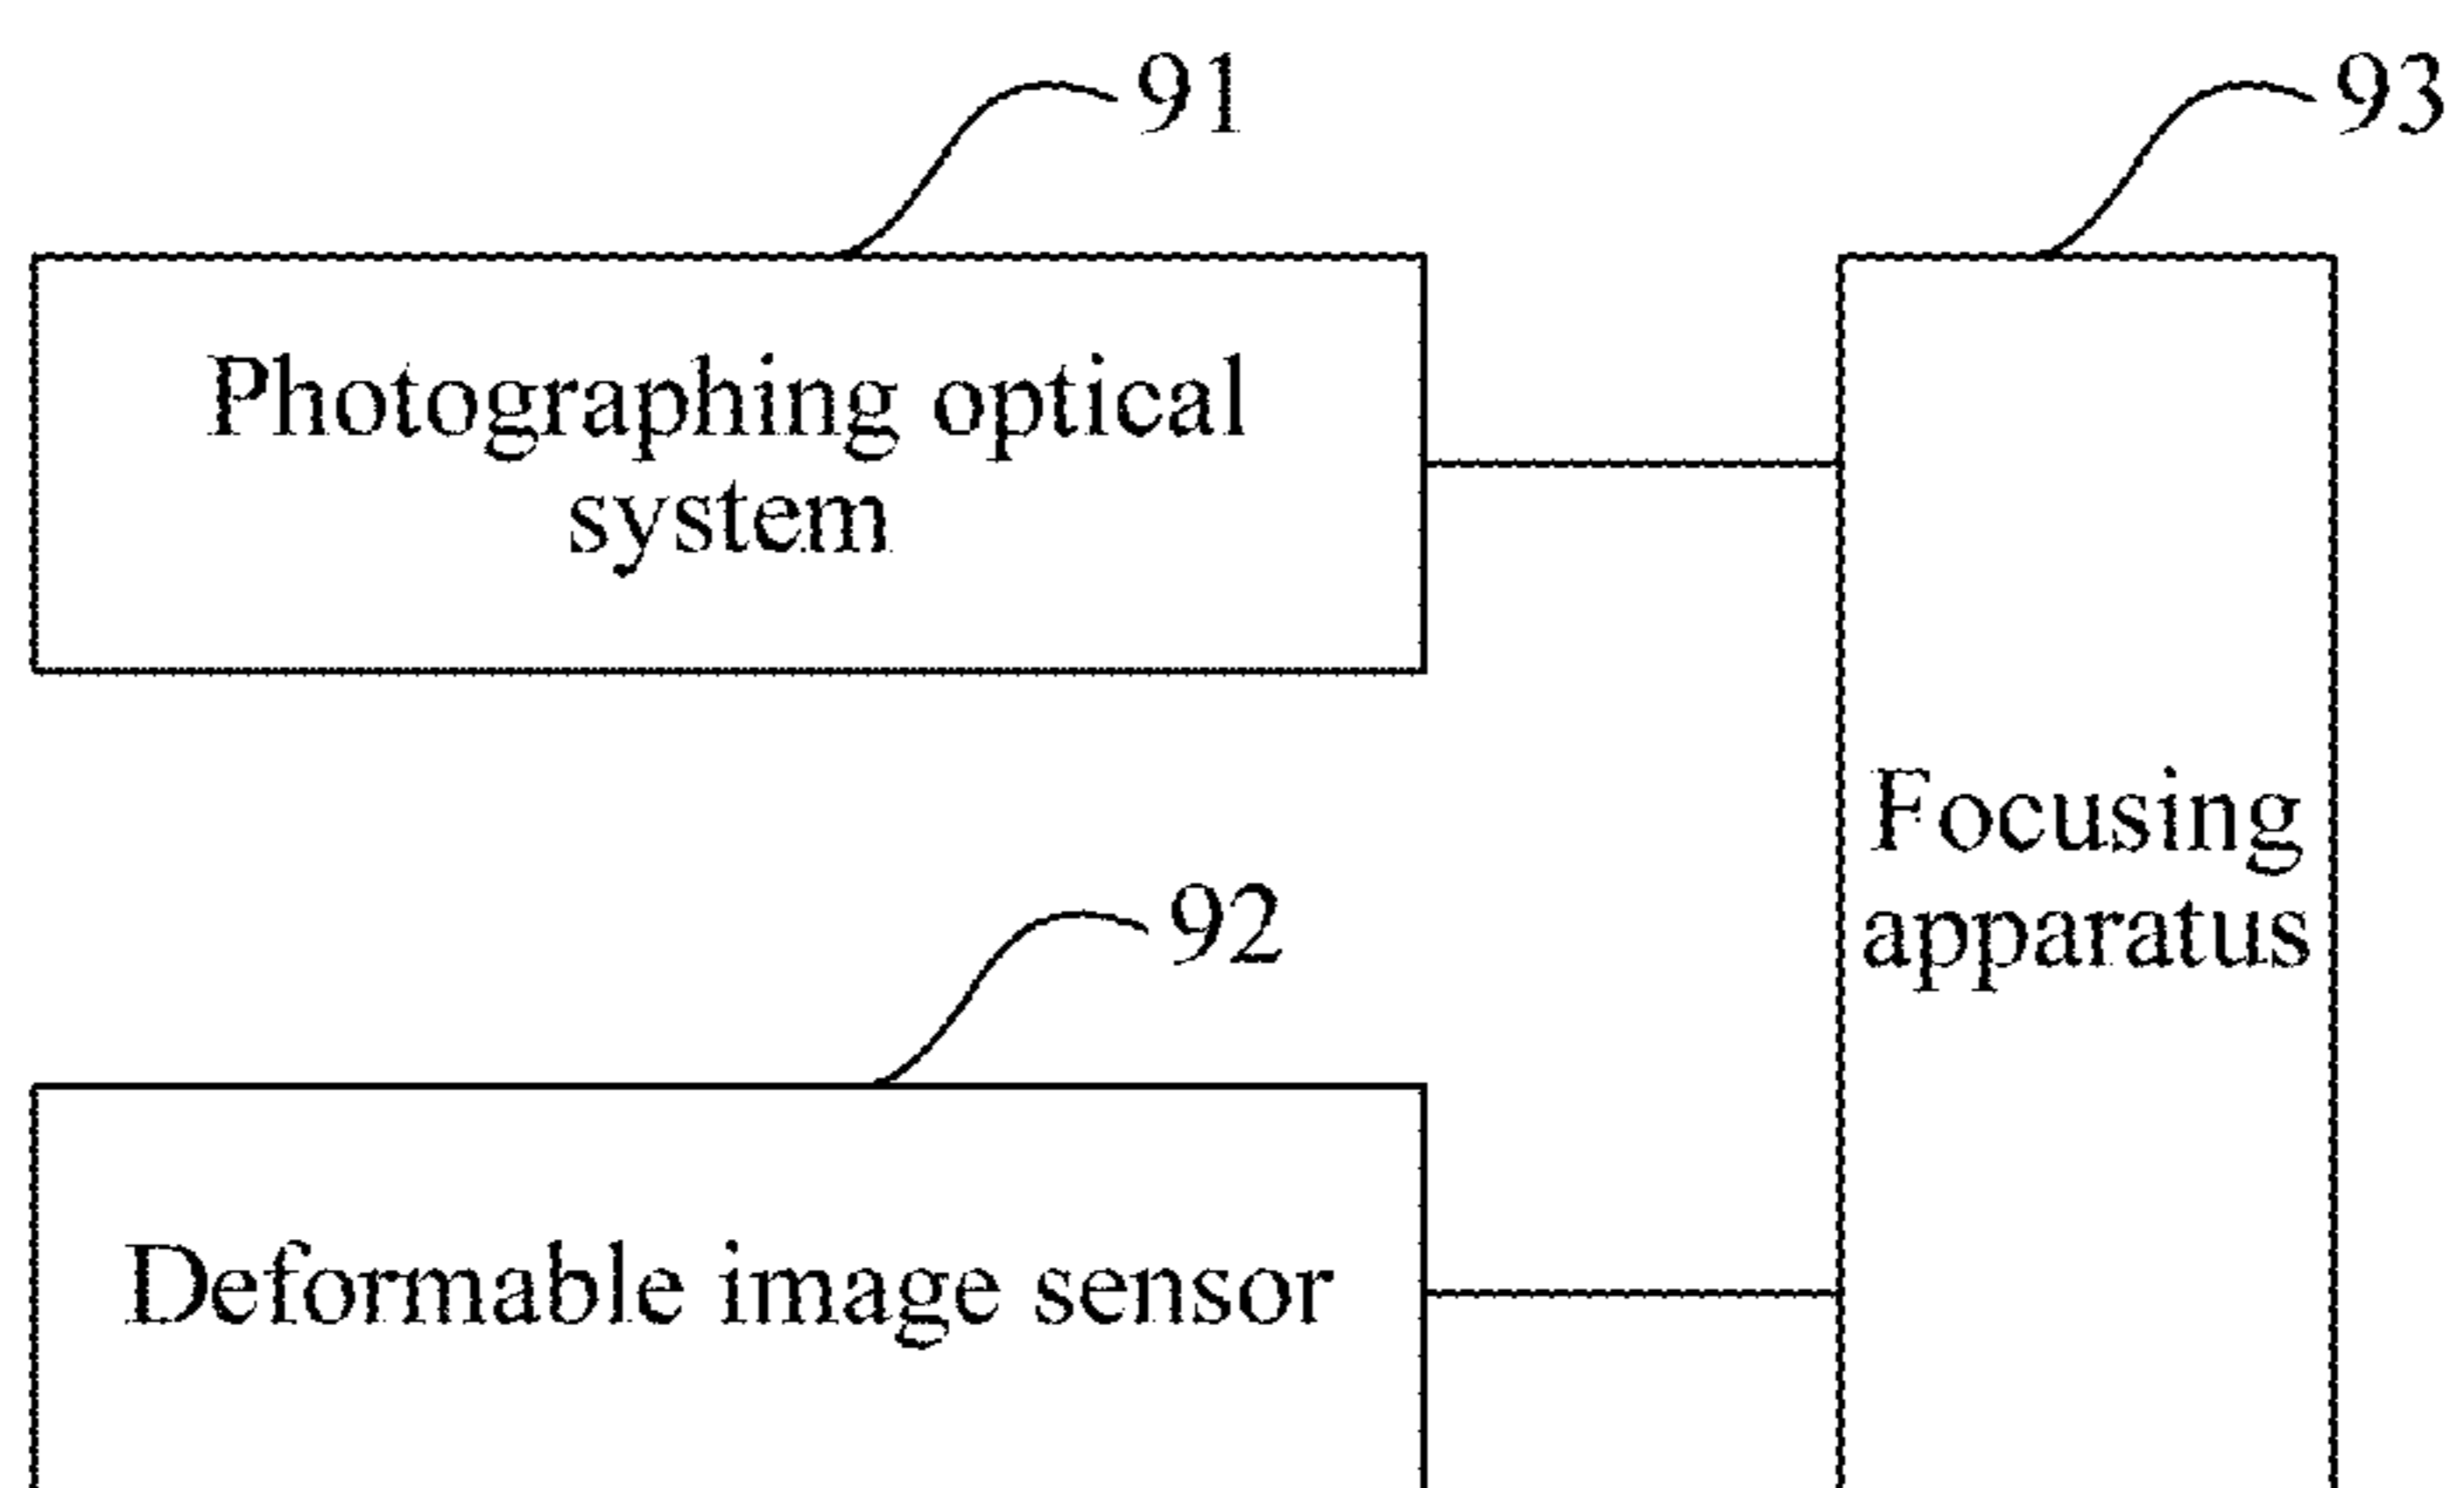 91
93
Photographing optical
system
Focusing
apparatus
92
Deformable image sensor